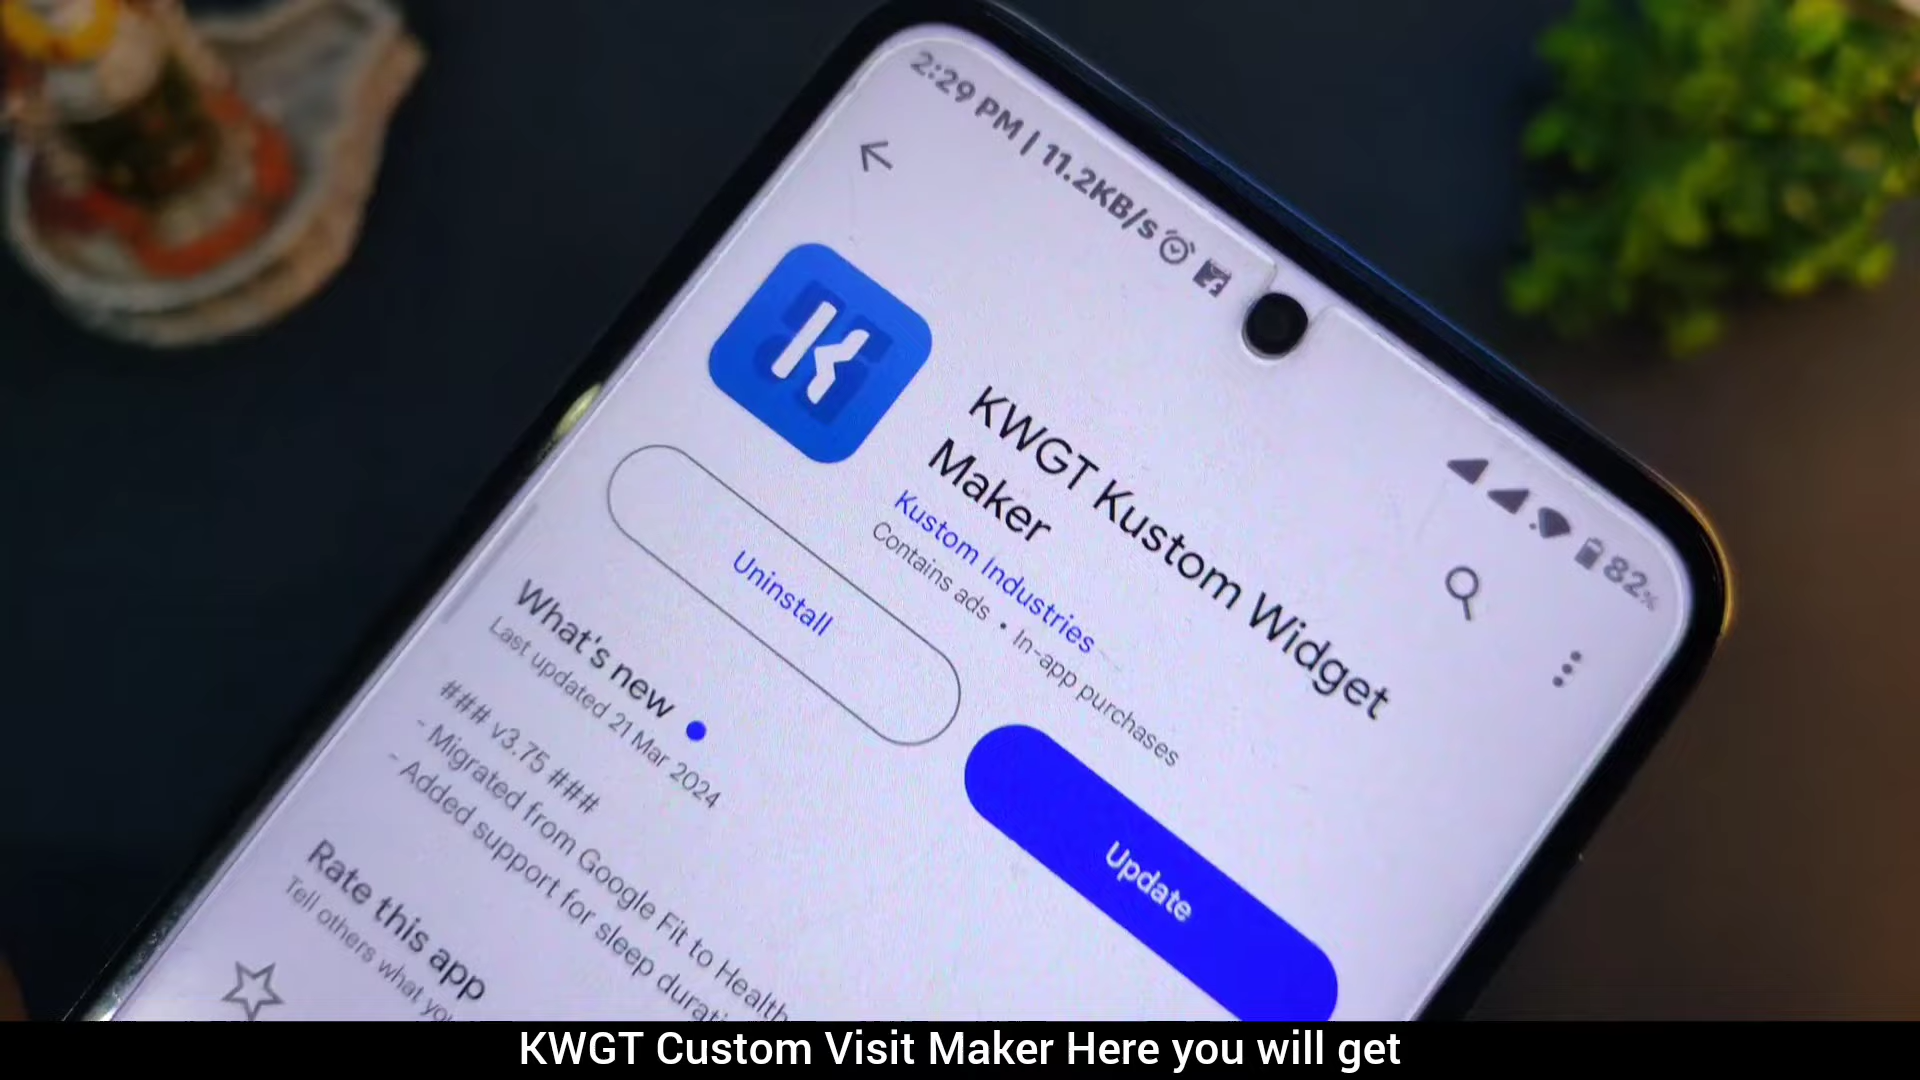 2:29 PM | 11.2KB/s
82%
KWGT Kustom Widget
Maker
Kustom Industries
Contains ads • In-app purchases
Uninstall
Update
What's new
Last updated 21 Mar 2024
### v3.75 ###
- Migrated from Google Fit to Health
- Added support for sleep durati
Rate this app
Tell others what you
KWGT Custom Visit Maker Here you will get